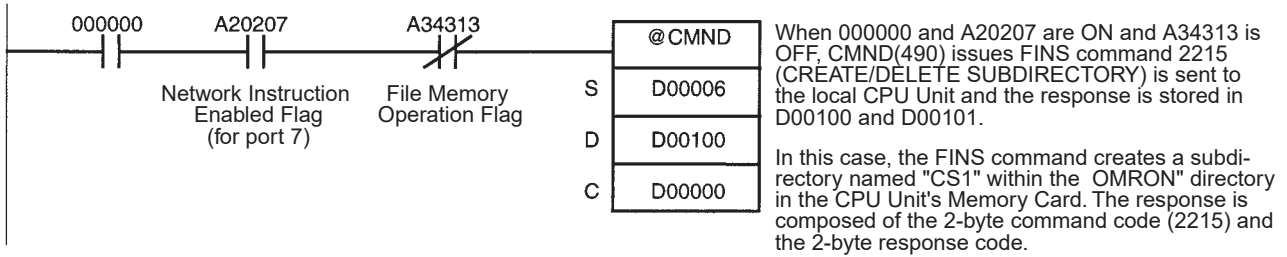 000000 A20207 A34313
@CMND
S D00006
D D00100
C D00000
Network Instruction
Enabled Flag
(for port 7)
File Memory
Operation Flag
When 000000 and A20207 are ON and A34313 is
OFF, CMND(490) issues FINS command 2215
(CREATE/DELETE SUBDIRECTORY) is sent to
the local CPU Unit and the response is stored in
D00100 and D00101.
In this case, the FINS command creates a subdi-
rectory named "CS1" within the OMRON" directory
in the CPU Unit's Memory Card. The response is
composed of the 2-byte command code (2215) and
the 2-byte response code.